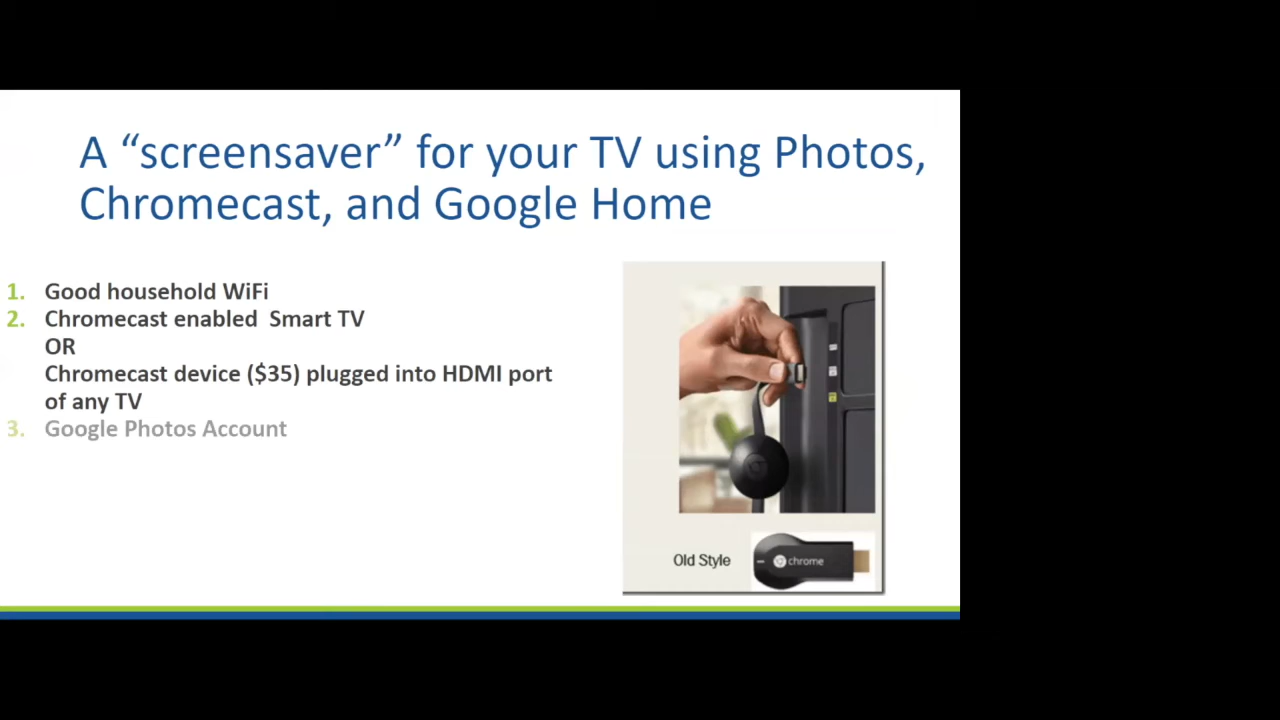 A “screensaver” for your TV using Photos,
Chromecast, and Google Home
1. Good household WiFi
2. Chromecast enabled  Smart TV
OR
Chromecast device ($35) plugged into HDMI port
of any TV
3. Google Photos Account
Old Style
chrome